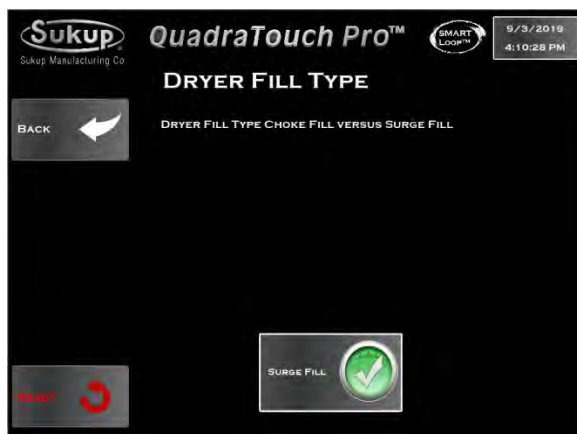 Sukup®
Sukup Manufacturing Co.
QuadraTouch Pro™
SMART
LOOP™
9/3/2019
4:10:28 PM
DRYER FILL TYPE
BACK
DRYER FILL TYPE CHOKE FILL VERSUS SURGE FILL
SURGE FILL
RESET